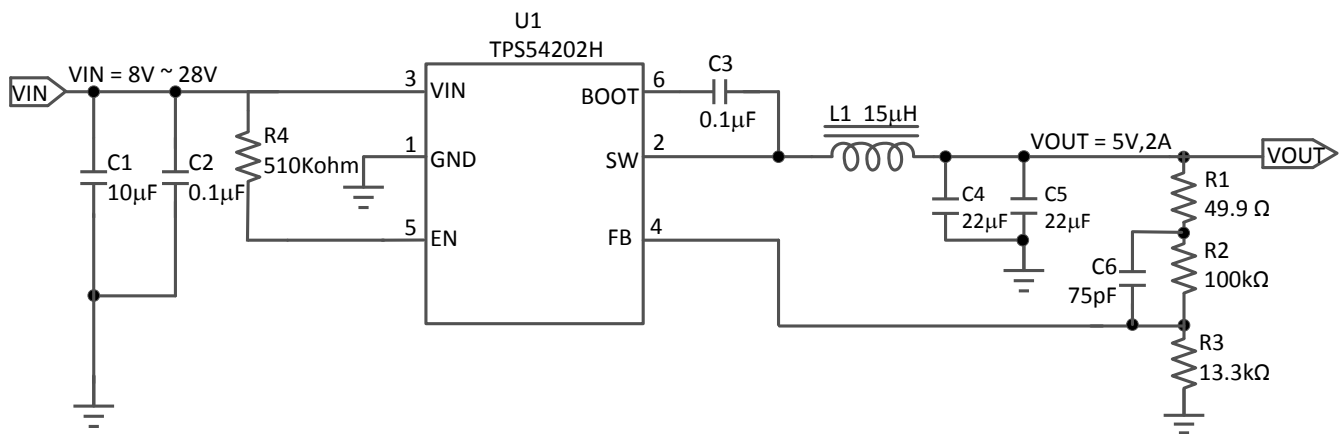 U1
TPS54202H
VIN
VIN = 8V ~ 28V
3
VIN
BOOT
6
C3
0.1μF
L1 15μH
VOUT = 5V,2A
VOUT
C1
10μF
C2
0.1μF
R4
510Kohm
1
GND
SW
2
C4
22μF
C5
22μF
R1
49.9 Ω
5
EN
FB
4
C6
75pF
R2
100kΩ
R3
13.3kΩ